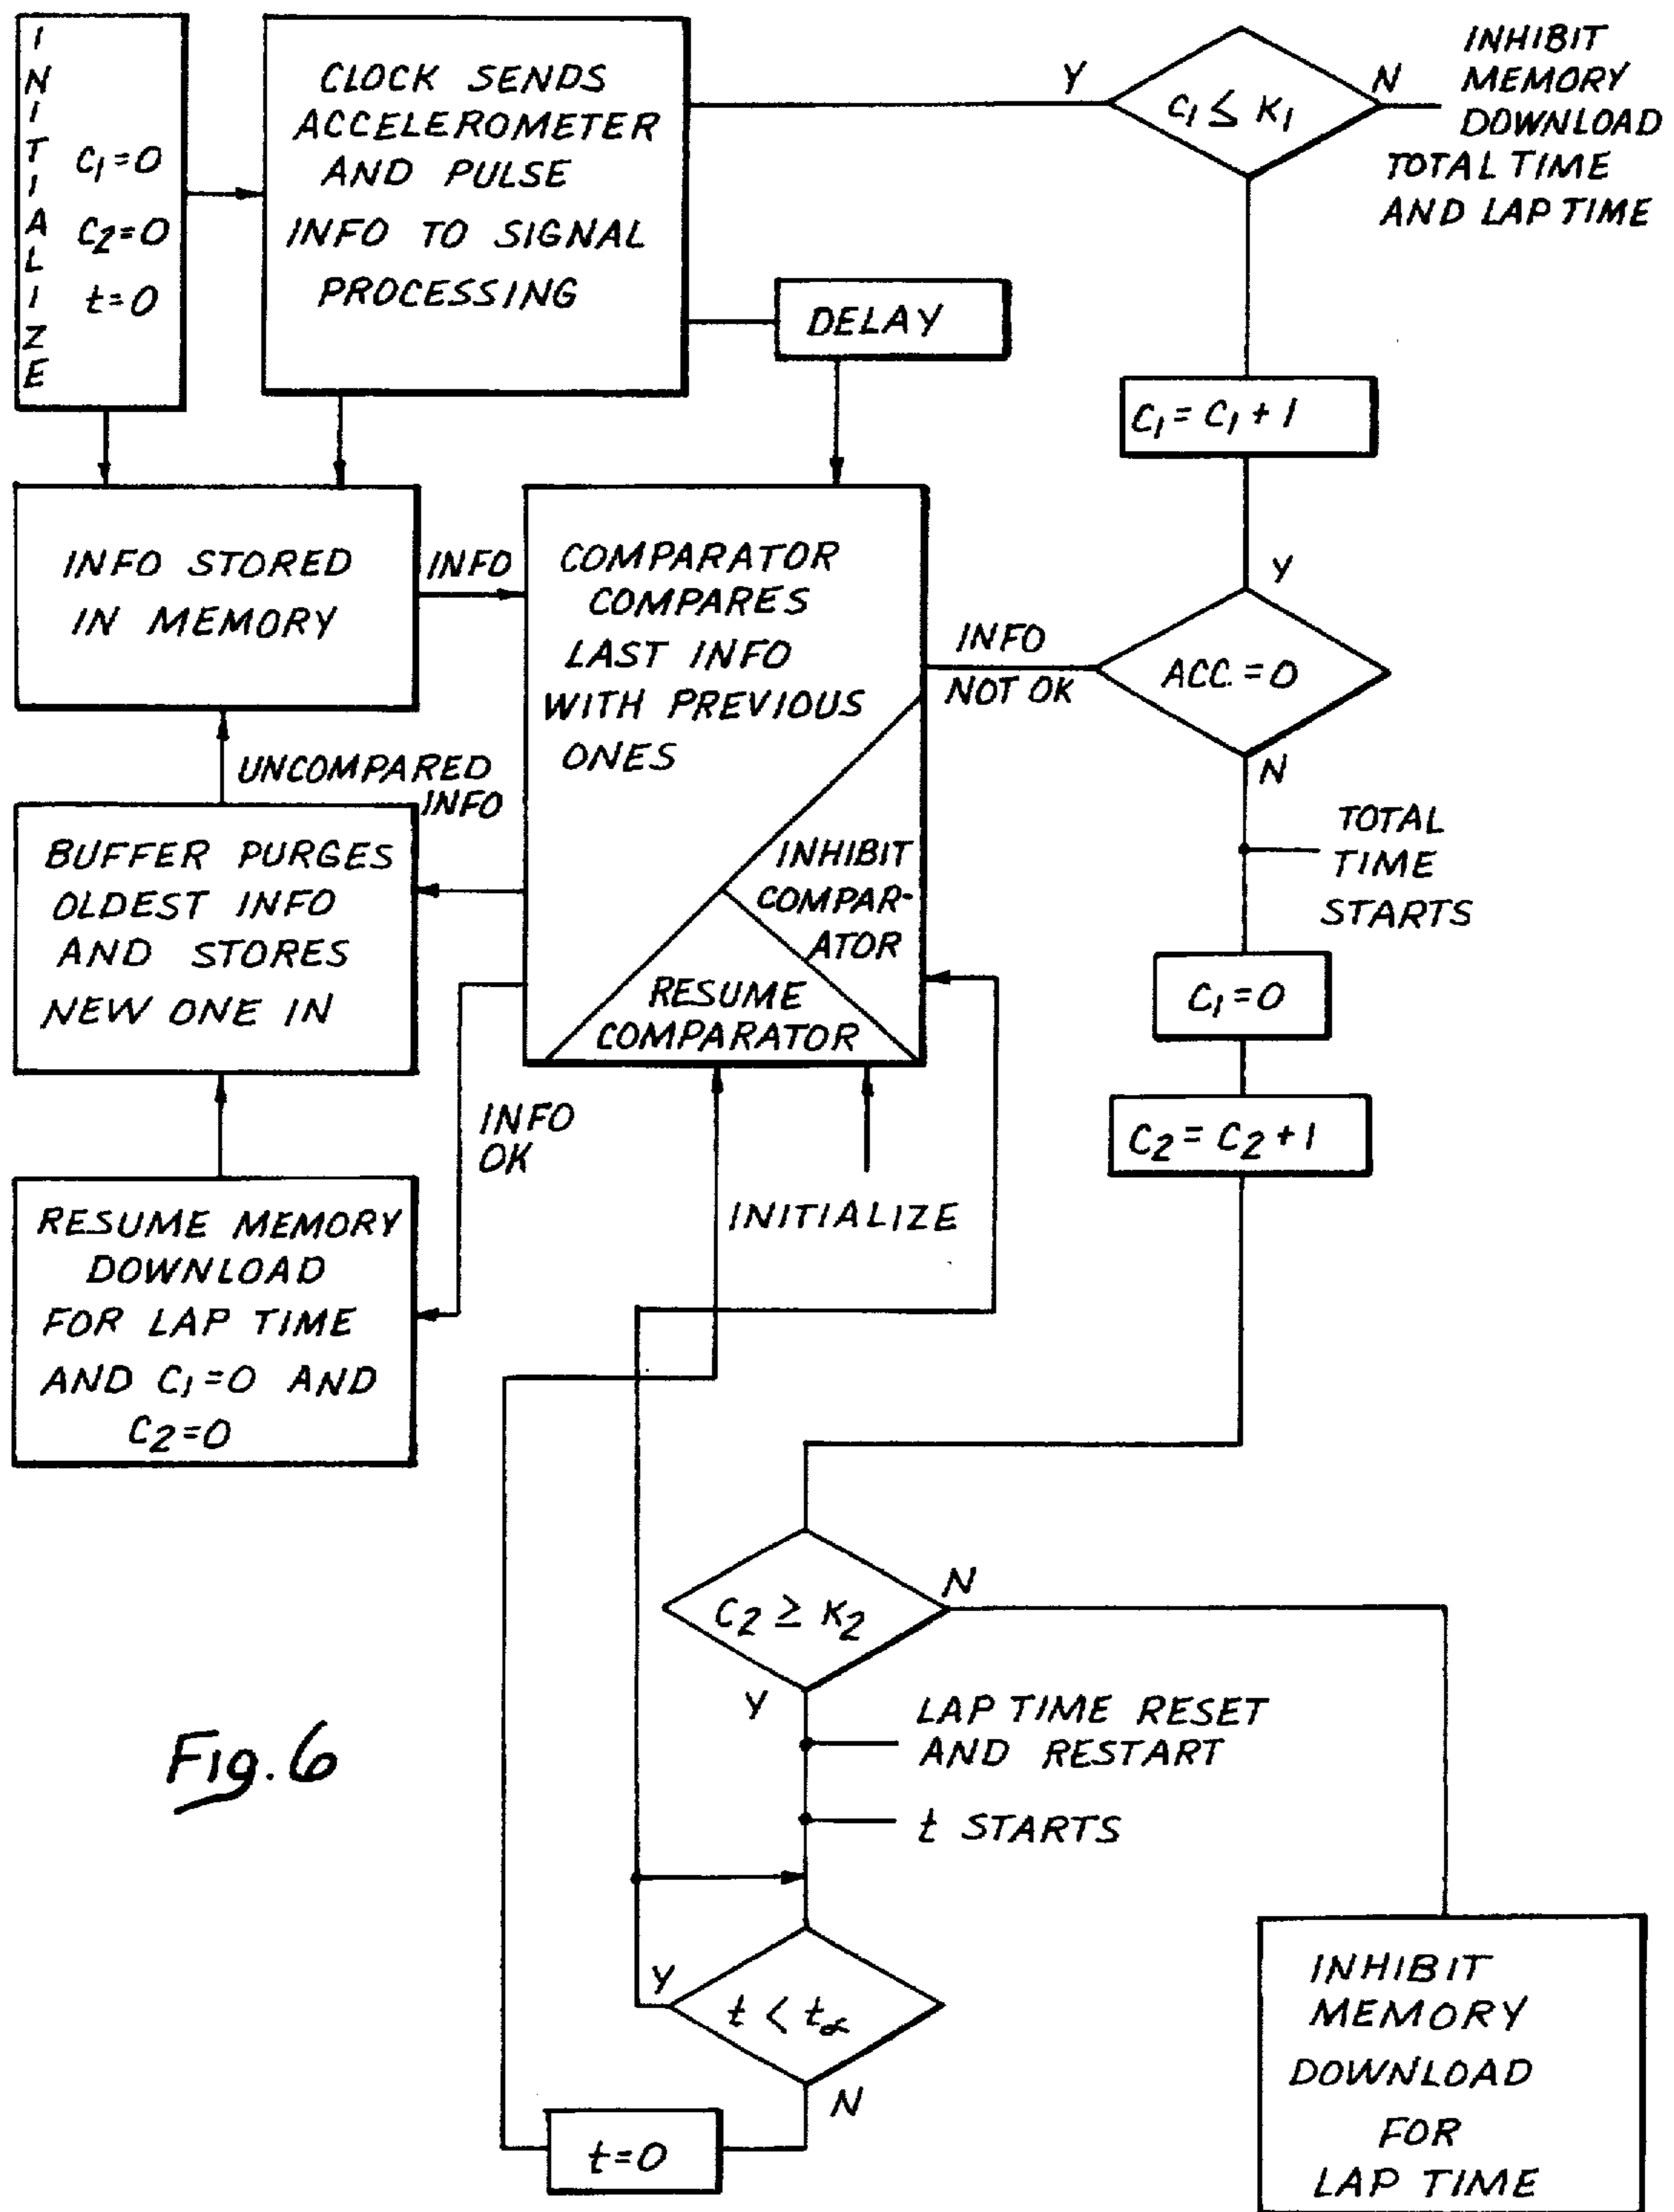 INITIALIZE
C₁=0
C₂=0
t=0
CLOCK SENDS
ACCELEROMETER
AND PULSE
INFO TO SIGNAL
PROCESSING
Y
C₁ ≤ K₁
N
INHIBIT
MEMORY
DOWNLOAD
TOTAL TIME
AND LAP TIME
DELAY
C₁ = C₁ + 1
INFO STORED
IN MEMORY
INFO
COMPARATOR
COMPARES
LAST INFO
WITH PREVIOUS
ONES
INFO
NOT OK
Y
ACC. = 0
N
UNCOMPARED
INFO
TOTAL
TIME
STARTS
BUFFER PURGES
OLDEST INFO
AND STORES
NEW ONE IN
INHIBIT
COMPAR-
ATOR
RESUME
COMPARATOR
C₁=0
INFO
OK
C₂ = C₂ + 1
INITIALIZE
RESUME MEMORY
DOWNLOAD
FOR LAP TIME
AND C₁=0 AND
C₂=0
C₂ ≥ K₂
N
Y
LAP TIME RESET
AND RESTART
t STARTS
Fig. 6
Y
t < t∝
N
t=0
INHIBIT
MEMORY
DOWNLOAD
FOR
LAP TIME